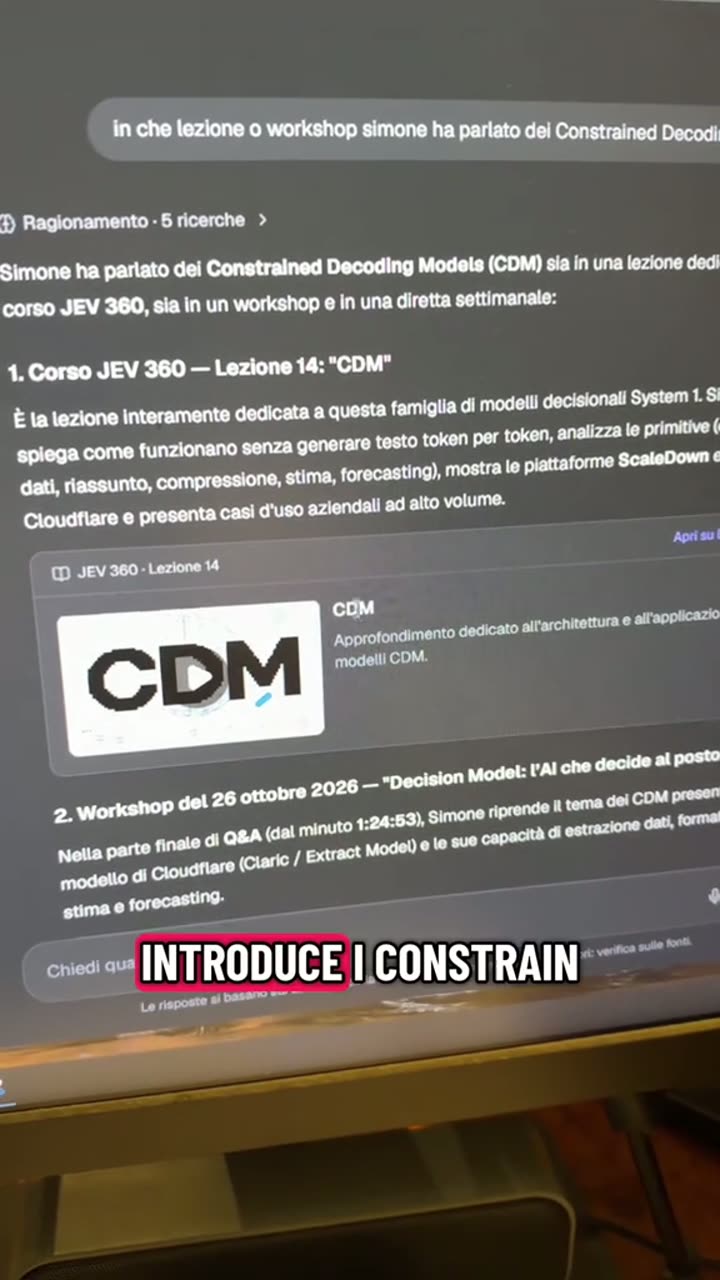 in che lezione o workshop simone ha parlato dei Constrained
Ragionamento · 5 ricerche >
Simone ha parlato dei Constrained Decoding Models (CDM) sia in una lezione
corso JEV 360, sia in un workshop e in una diretta settimanale:
1. Corso JEV 360 — Lezione 14: "CDM"
È la lezione interamente dedicata a questa famiglia di modelli decisionali System 1.
spiega come funzionano senza generare testo token per token, analizza le primitive
dati, riassunto, compressione, stima, forecasting), mostra le piattaforme ScaleDown e
Cloudflare e presenta casi d'uso aziendali ad alto volume.
JEV 360 · Lezione 14
Apri su
CDM
CDM
Approfondimento dedicato all'architettura e
modelli CDM.
2. Workshop del 26 ottobre 2026 — "Decision Model: l'AI che decide al posto
Nella parte finale di Q&A (dal minuto 1:24:53), Simone riprende il tema dei CDM
modello di Cloudflare (Claric / Extract Model) e le sue capacità di estrazione dati,
stima e forecasting.
Chiedi
INTRODUCE I CONSTRAIN
verifica sulle fonti.
Le risposte si basano